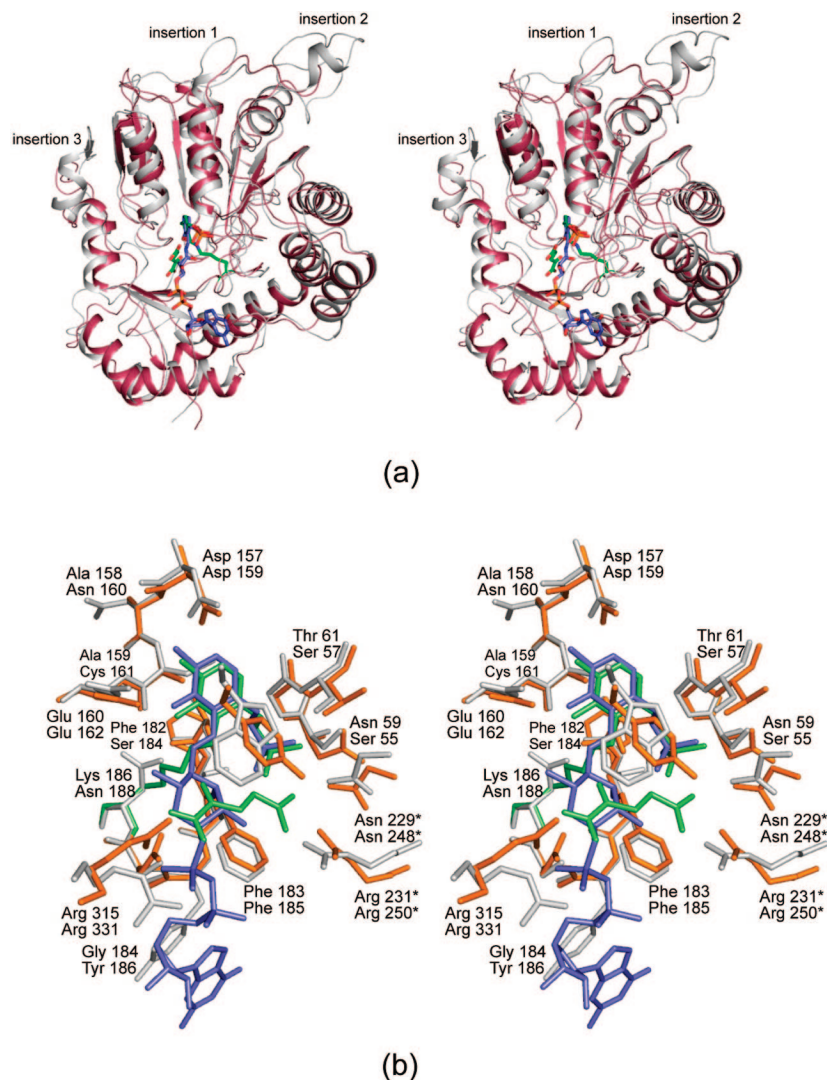 insertion 1
insertion 2
insertion 3
insertion 1
insertion 2
insertion 3
(a)
Asp 157
Asp 159
Ala 158
Asn 160
Thr 61
Ser 57
Ala 159
Cys 161
Glu 160
Glu 162
Phe 182
Ser 184
Asn 59
Ser 55
Lys 186
Asn 188
Asn 229*
Asn 248*
Phe 183
Phe 185
Arg 231*
Arg 250*
Arg 315
Arg 331
Gly 184
Tyr 186
Asp 157
Asp 159
Ala 158
Asn 160
Thr 61
Ser 57
Ala 159
Cys 161
Glu 160
Glu 162
Phe 182
Ser 184
Asn 59
Ser 55
Lys 186
Asn 188
Asn 229*
Asn 248*
Phe 183
Phe 185
Arg 231*
Arg 250*
Arg 315
Arg 331
Gly 184
Tyr 186
(b)